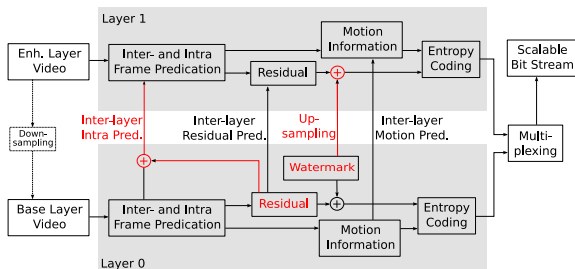 Layer 1
Enh. Layer
Video
Inter- and Intra
Frame Predication
Motion
Information
Residual
Entropy
Coding
Scalable
Bit Stream
Down-
sampling
Inter-layer
Intra Pred.
Inter-layer
Residual Pred.
Up-
sampling
Inter-layer
Motion Pred.
Multi-
plexing
Watermark
Base Layer
Video
Inter- and Intra
Frame Predication
Residual
Motion
Information
Entropy
Coding
Layer 0